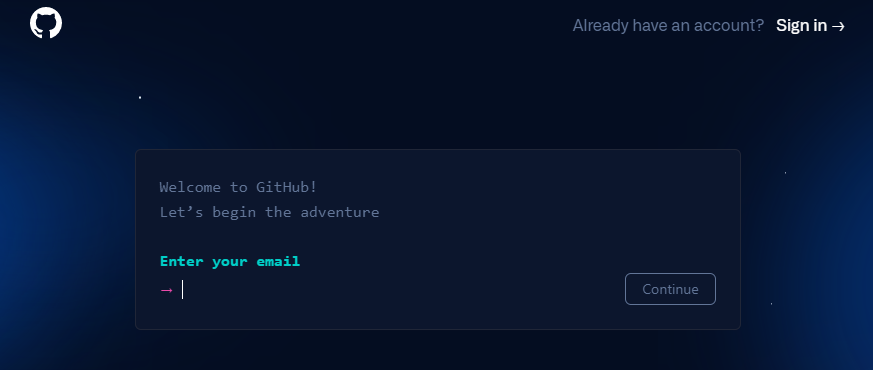 Already have an account? Sign in →
Welcome to GitHub!
Let’s begin the adventure
Enter your email
→
Continue